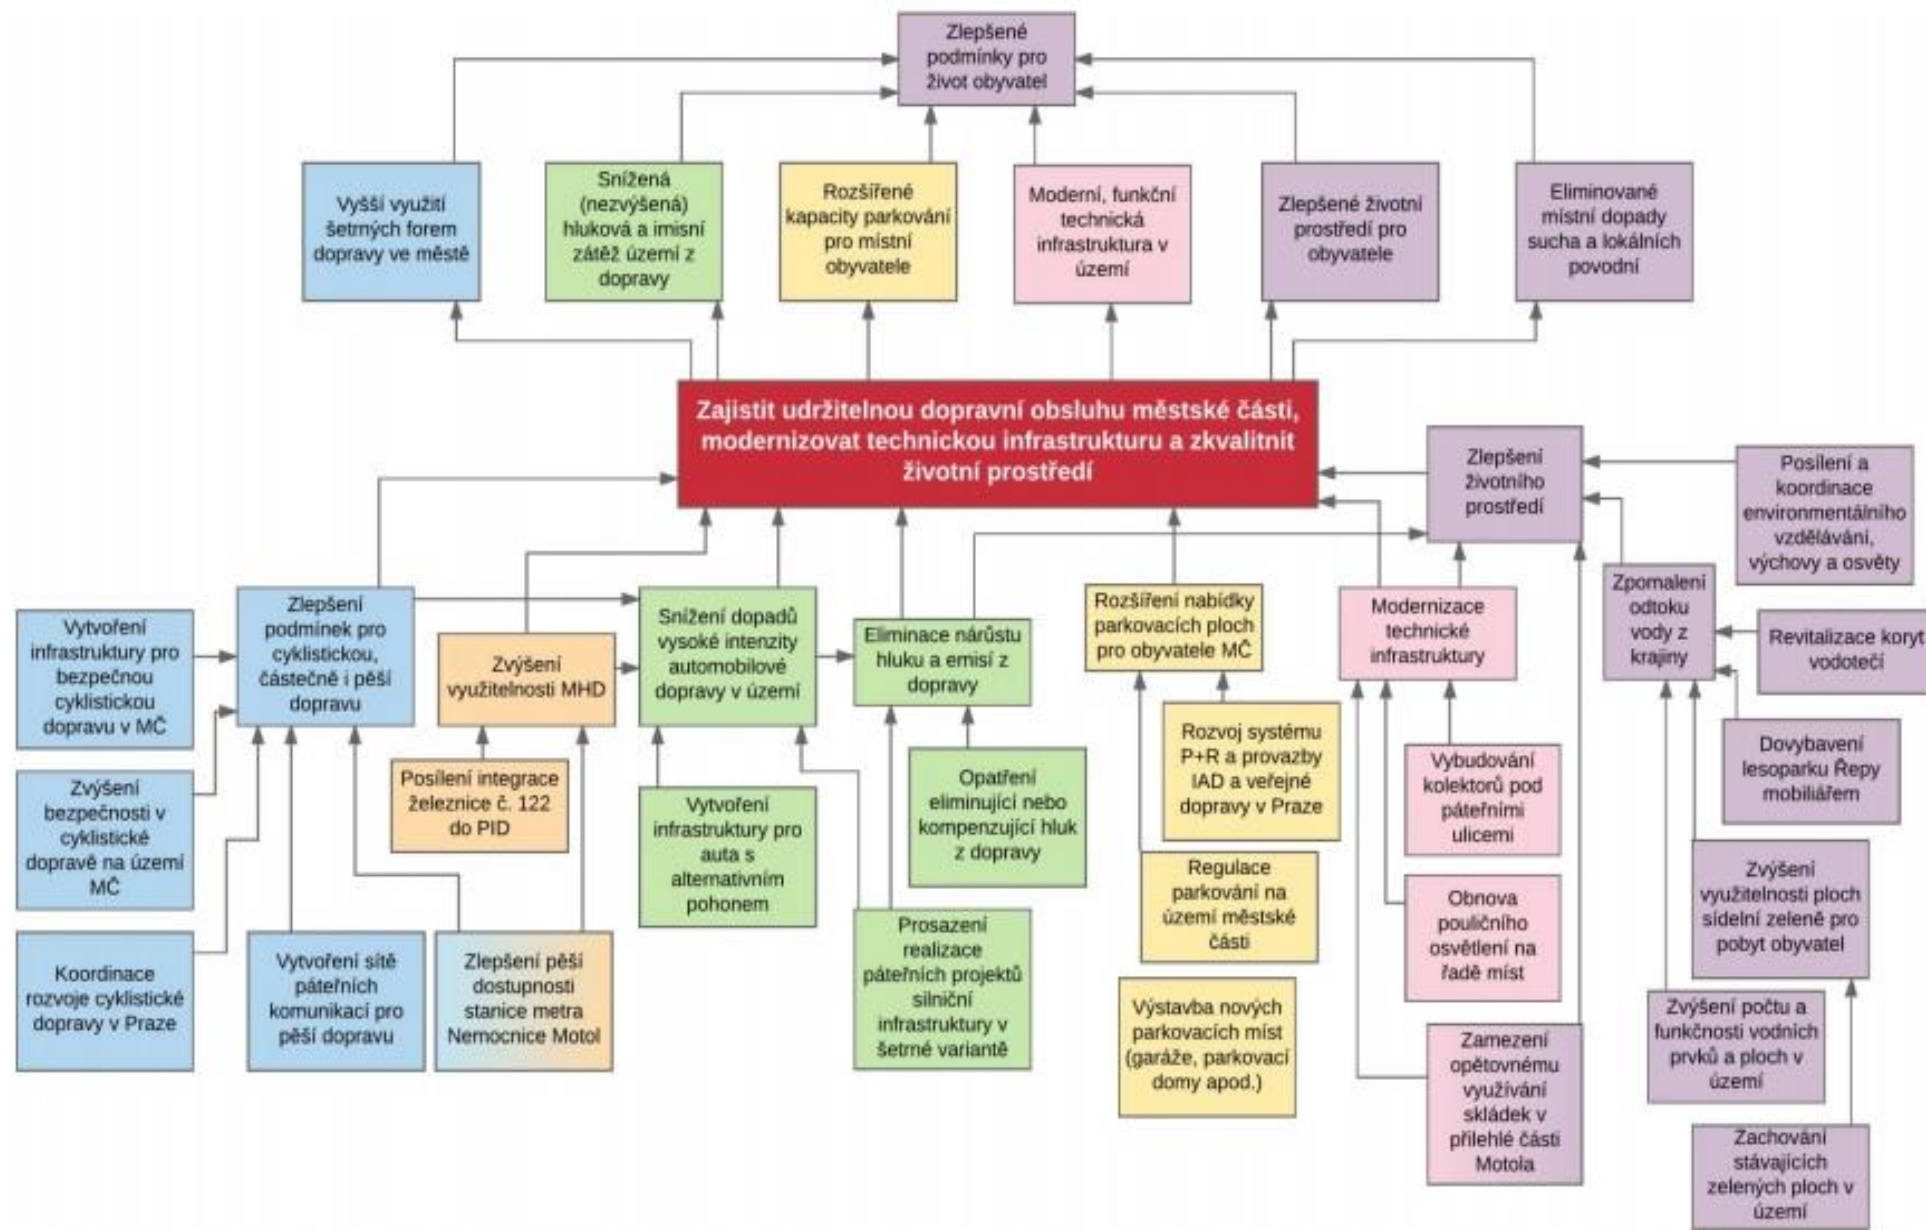 Zlepšené
podmínky pro
život obyvatel
Vyšší využití
šetrných forem
dopravy ve městě
Snížená
(nezvýšená)
hluková a imisní
zátěž území z
dopravy
Rozšířené
kapacity parkování
pro místní
obyvatele
Moderní, funkční
technická
infrastruktura v
území
Zlepšené životní
prostředí pro
obyvatele
Eliminované
místní dopady
sucha a lokálních
povodní
Zajistit udržitelnou dopravní obsluhu městské části,
modernizovat technickou infrastrukturu a zkvalitnit
životní prostředí
Zlepšení
životního
prostředí
Posílení a
koordinace
environmentálního
vzdělávání,
výchovy a osvěty
Vytvoření
infrastruktury pro
bezpečnou
cyklistickou
dopravu v MČ
Zlepšení
podmínek pro
cyklistickou,
částečně i pěší
dopravu
Zvýšení
využitelnosti MHD
Snížení dopadů
vysoké intenzity
automobilové
dopravy v území
Eliminace nárůstu
hluku a emisí z
dopravy
Rozšíření nabídky
parkovacích ploch
pro obyvatele MČ
Modernizace
technické
infrastruktury
Zpomalení
odtoku
vody z
krajiny
Revitalizace koryt
vodotečí
Zvýšení
bezpečnosti v
cyklistické
dopravě na území
MČ
Posílení integrace
železnice č. 122
do PID
Vytvoření
infrastruktury pro
auta s
alternativním
pohonem
Opatření
eliminující nebo
kompenzující hluk
z dopravy
Rozvoj systému
P+R a provazby
IAD a veřejné
dopravy v Praze
Vybudování
kolektorů pod
páteřními
ulicemi
Dovybavení
lesoparku Řepy
mobiliářem
Koordinace
rozvoje cyklistické
dopravy v Praze
Vytvoření sítě
páteřních
komunikací pro
pěší dopravu
Zlepšení pěší
dostupnosti
stanice metra
Nemocnice Motol
Prosazení
realizace
páteřních projektů
silniční
infrastruktury v
šetrné variantě
Regulace
parkování na
území městské
části
Obnova
pouličního
osvětlení na
řadě míst
Zvýšení
využitelnosti ploch
sídelní zeleně pro
pobyt obyvatel
Výstavba nových
parkovacích míst
(garáže, parkovací
domy apod.)
Zamezení
opětovnému
využívání
skládek v
přilehlé části
Motola
Zvýšení počtu a
funkčnosti vodních
prvků a ploch v
území
Zachování
stávajících
zelených ploch v
území